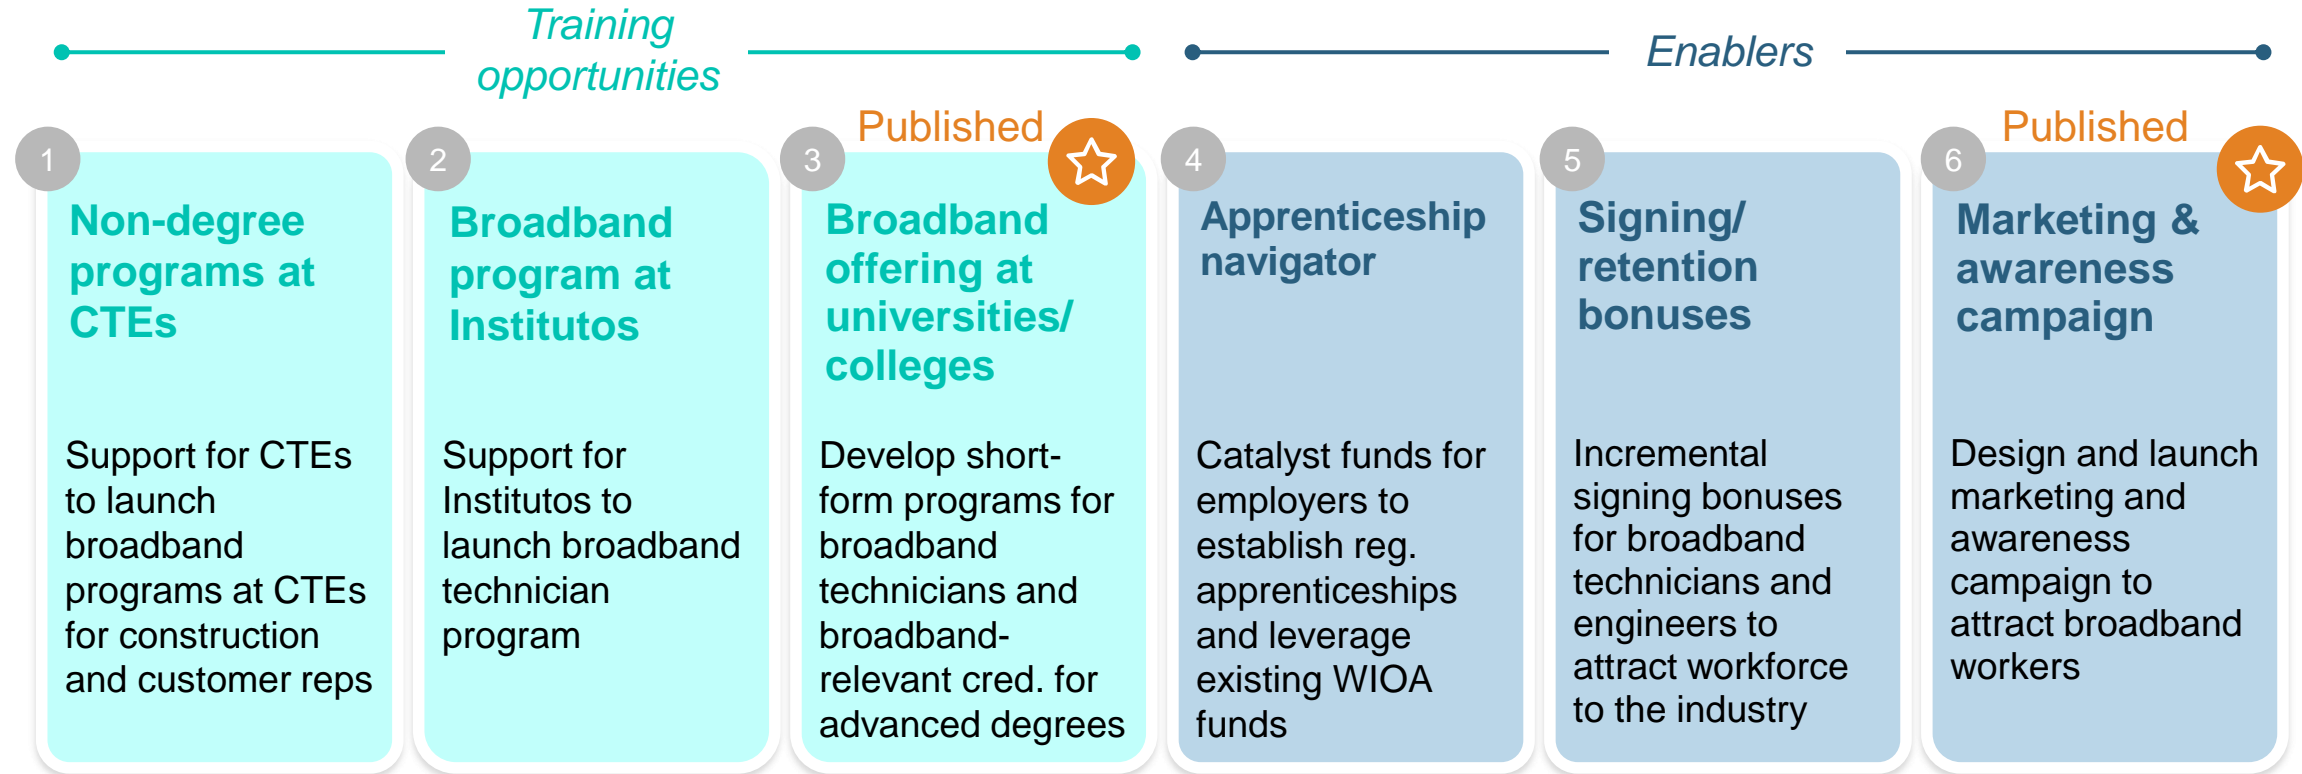 Training
opportunities
Enablers
1
Non-degree
programs at
CTEs
Support for CTEs
to launch
broadband
programs at CTEs
for construction
and customer reps
2
Broadband
program at
Institutos
Support for
Institutos to
launch broadband
technician
program
Published
3
Broadband
offering at
universities/
colleges
Develop short-
form programs for
broadband
technicians and
broadband-
relevant cred. for
advanced degrees
4
Apprenticeship
navigator
Catalyst funds for
employers to
establish reg.
apprenticeships
and leverage
existing WIOA
funds
5
Signing/
retention
bonuses
Incremental
signing bonuses
for broadband
technicians and
engineers to
attract workforce
to the industry
Published
6
Marketing &
awareness
campaign
Design and launch
marketing and
awareness
campaign to
attract broadband
workers